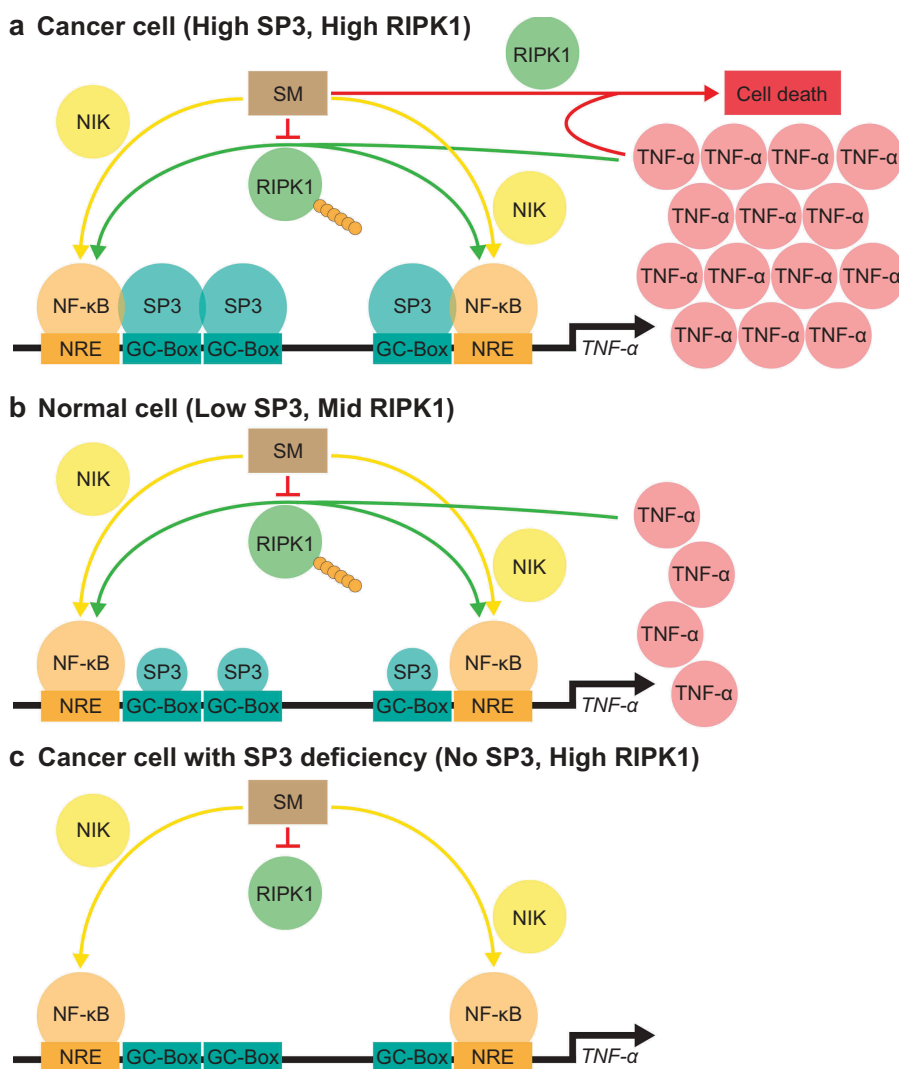 a Cancer cell (High SP3, High RIPK1)
RIPK1
SM
Cell death
NIK
TNF-α TNF-α TNF-α TNF-α
RIPK1
NIK
TNF-α TNF-α TNF-α
TNF-α TNF-α TNF-α TNF-α
NF-κB SP3 SP3 SP3 NF-κB
TNF-α TNF-α TNF-α
NRE GC-Box GC-Box GC-Box NRE TNF-α
b Normal cell (Low SP3, Mid RIPK1)
SM
NIK
TNF-α
RIPK1
NIK
TNF-α
TNF-α
NF-κB SP3 SP3 SP3 NF-κB
TNF-α
NRE GC-Box GC-Box GC-Box NRE TNF-α
c Cancer cell with SP3 deficiency (No SP3, High RIPK1)
SM
NIK
RIPK1
NIK
NF-κB NF-κB
NRE GC-Box GC-Box GC-Box NRE TNF-α